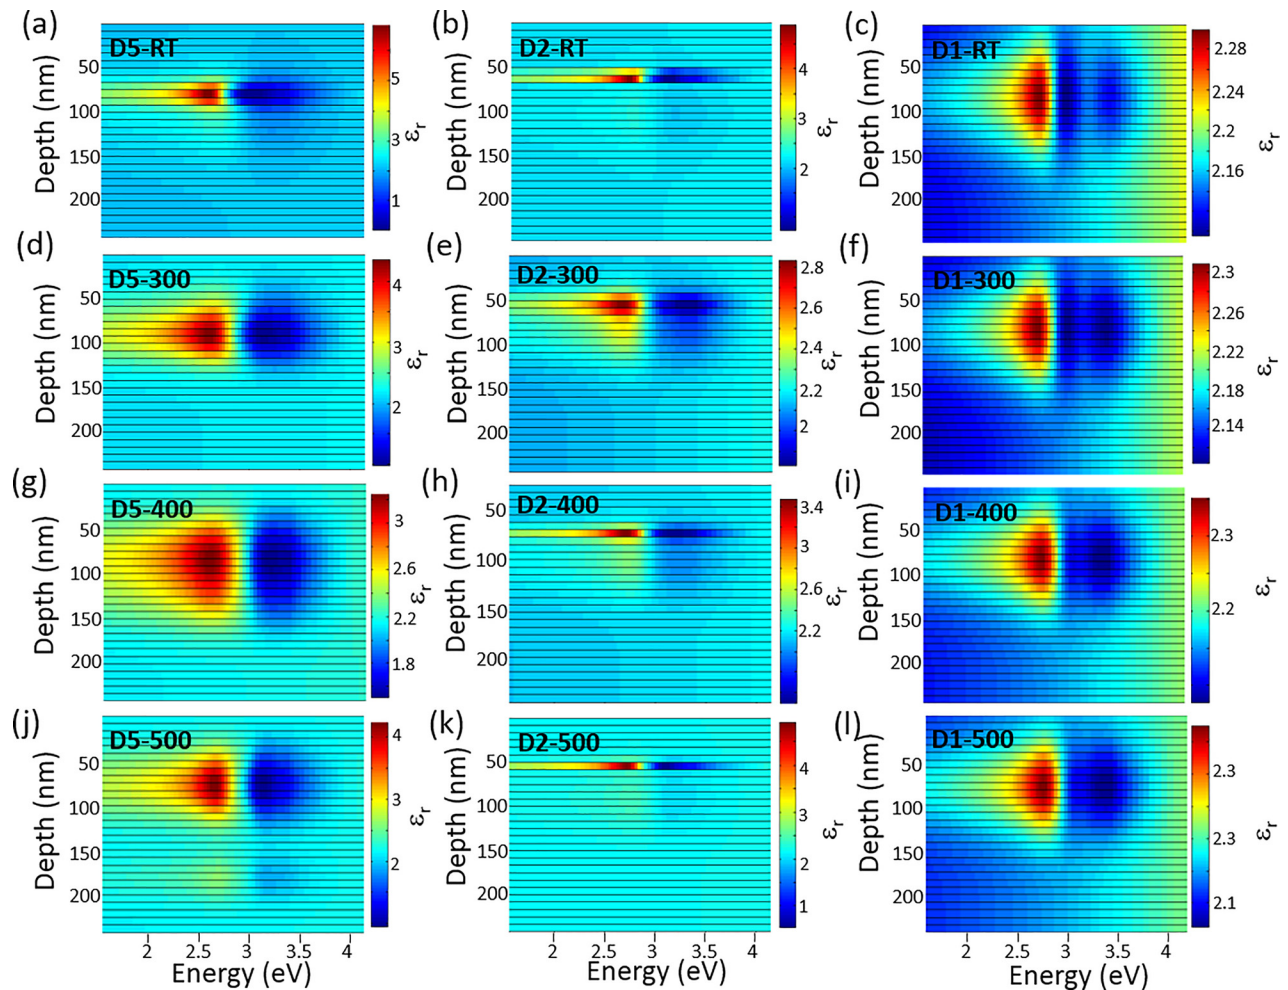 (a) D5-RT
Depth (nm)
50
100
150
200
5
3
1
εr
(b) D2-RT
Depth (nm)
50
100
150
200
4
3
2
εr
(c) D1-RT
Depth (nm)
50
100
150
200
2.28
2.24
2.2
2.16
εr
(d) D5-300
Depth (nm)
50
100
150
200
4
3
2
εr
(e) D2-300
Depth (nm)
50
100
150
200
2.8
2.6
2.4
2.2
2
εr
(f) D1-300
Depth (nm)
50
100
150
200
2.3
2.26
2.22
2.18
2.14
εr
(g) D5-400
Depth (nm)
50
100
150
200
3
2.6
2.2
1.8
εr
(h) D2-400
Depth (nm)
50
100
150
200
3.4
3
2.6
2.2
εr
(i) D1-400
Depth (nm)
50
100
150
200
2.3
2.2
εr
(j) D5-500
Depth (nm)
50
100
150
200
4
3
2
εr
2
2.5
3
3.5
4
Energy (eV)
(k) D2-500
Depth (nm)
50
100
150
200
4
3
2
1
εr
2
2.5
3
3.5
4
Energy (eV)
(l) D1-500
Depth (nm)
50
100
150
200
2.3
2.3
2.1
εr
2
2.5
3
3.5
4
Energy (eV)